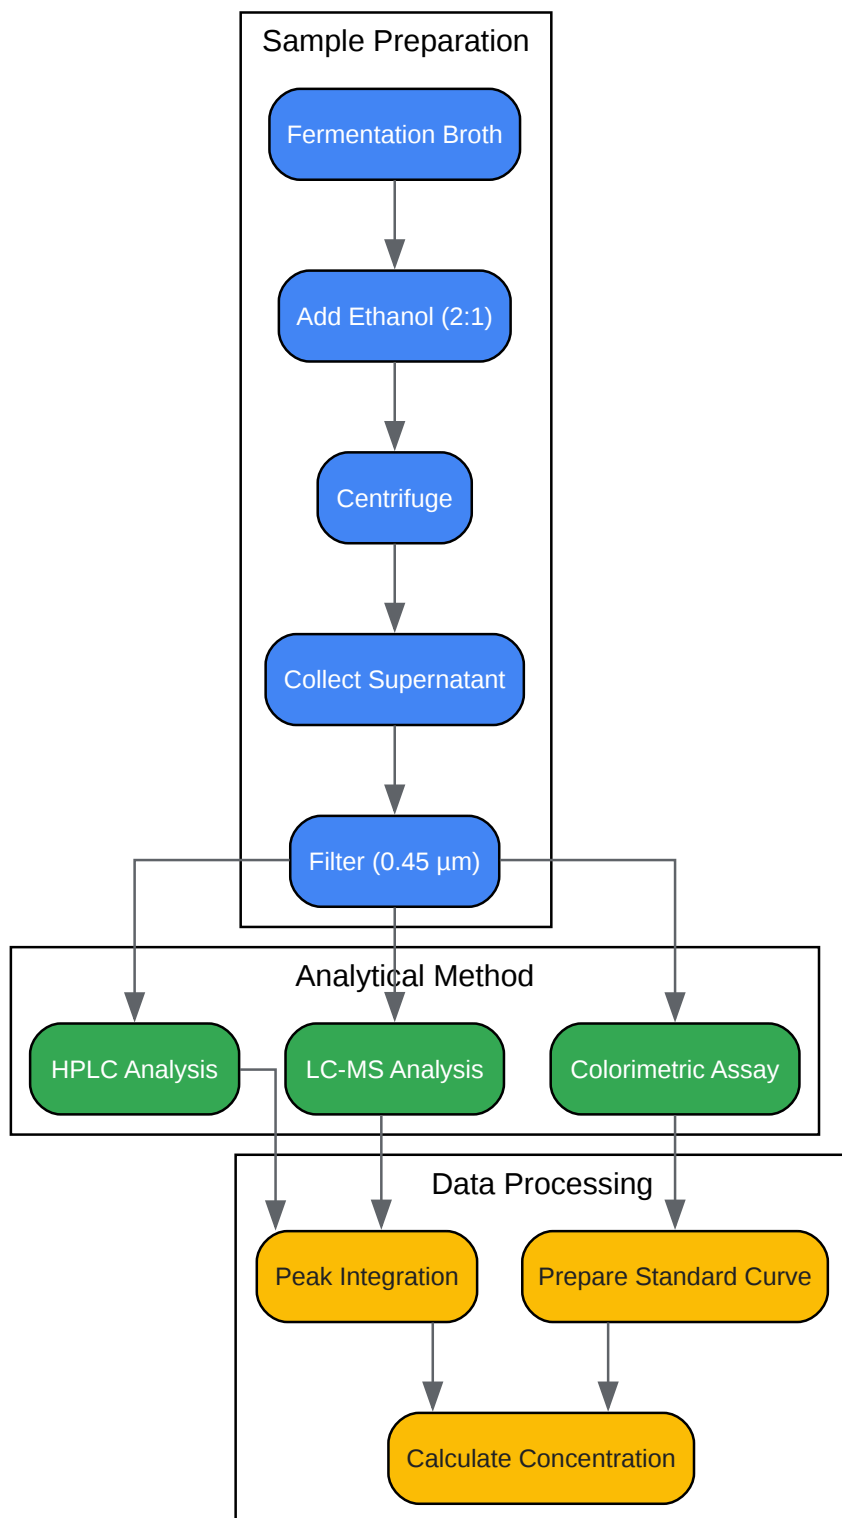 Sample Preparation
Fermentation Broth
Add Ethanol (2:1)
Centrifuge
Collect Supernatant
Filter (0.45 µm)
Analytical Method
HPLC Analysis
LC-MS Analysis
Colorimetric Assay
Data Processing
Peak Integration
Prepare Standard Curve
Calculate Concentration